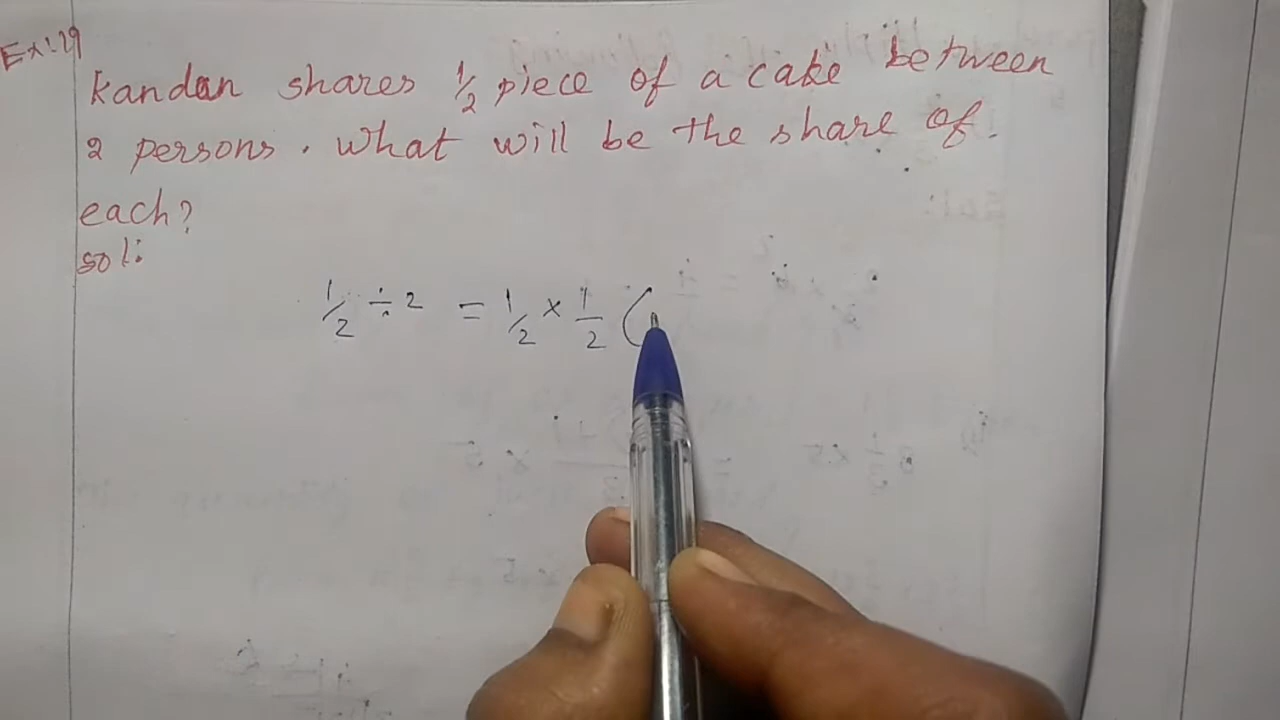 Ex:1.19
Kandan shares 1/2 piece of a cake between
2 persons. What will be the share of
each?
sol:
1/2 ÷ 2 = 1/2 × 1/2 (